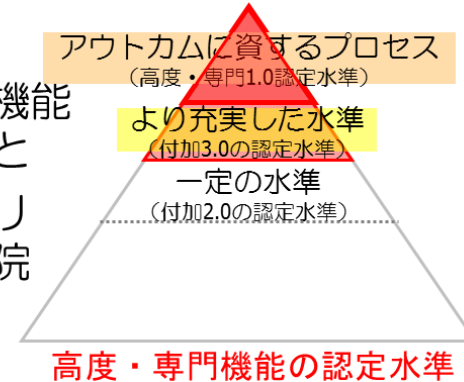 アウトカムに資するプロセス
（高度・専門1.0認定水準）
機能
より充実した水準
と
（付加3.0の認定水準）
一定の水準
リ
（付加2.0の認定水準）
院
高度・専門機能の認定水準